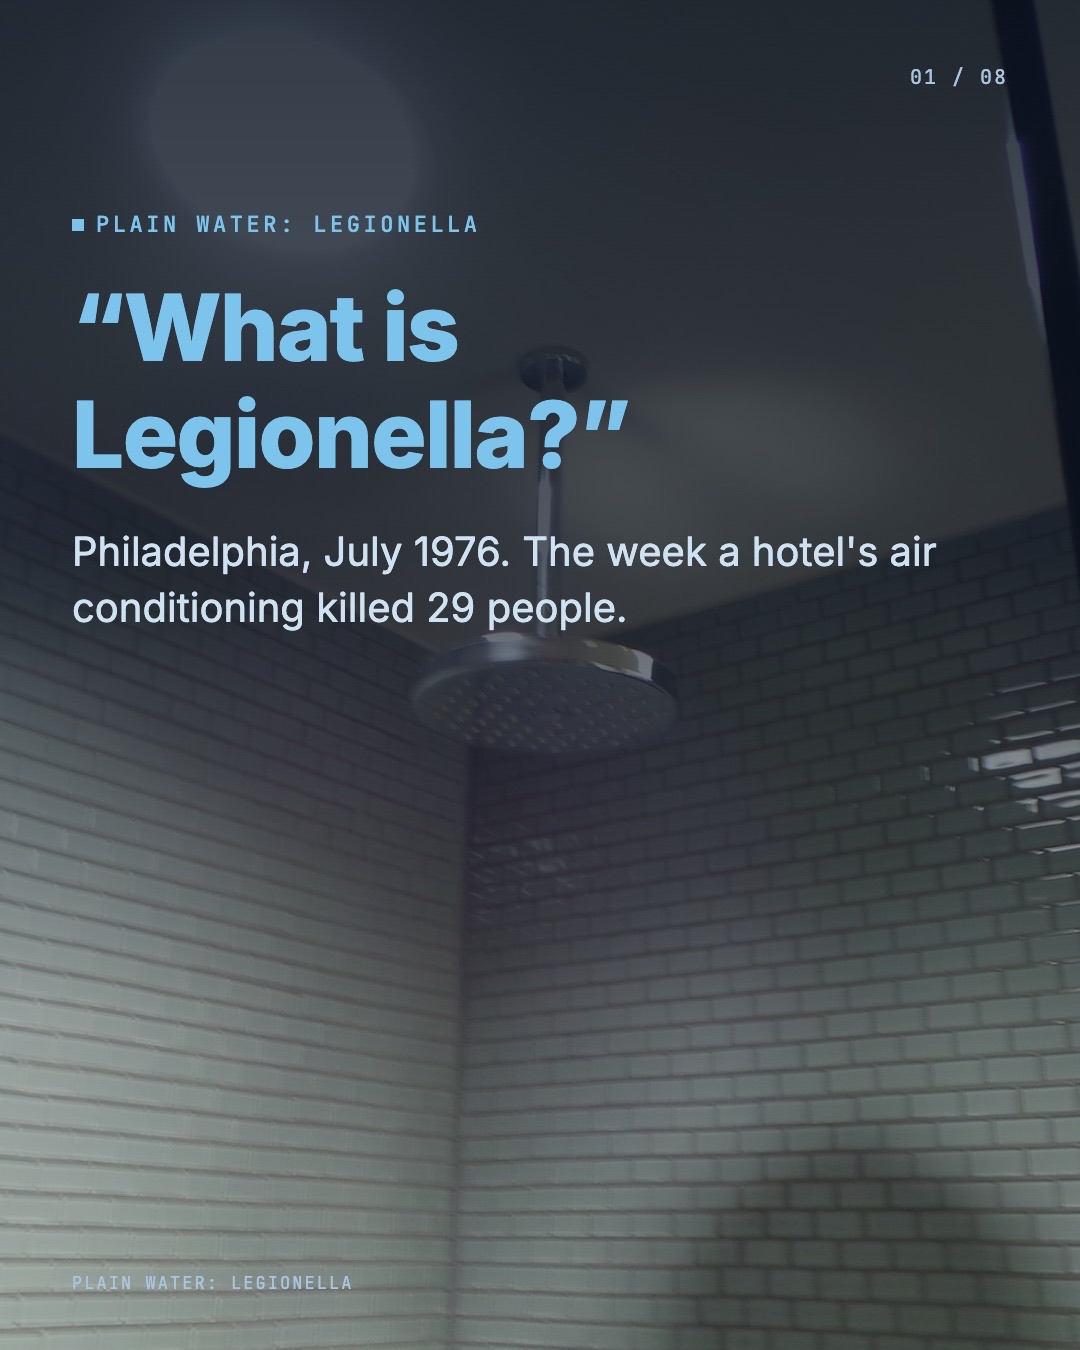 01 / 08
PLAIN WATER: LEGIONELLA
“What is
Legionella?”
Philadelphia, July 1976. The week a hotel's air
conditioning killed 29 people.
PLAIN WATER: LEGIONELLA